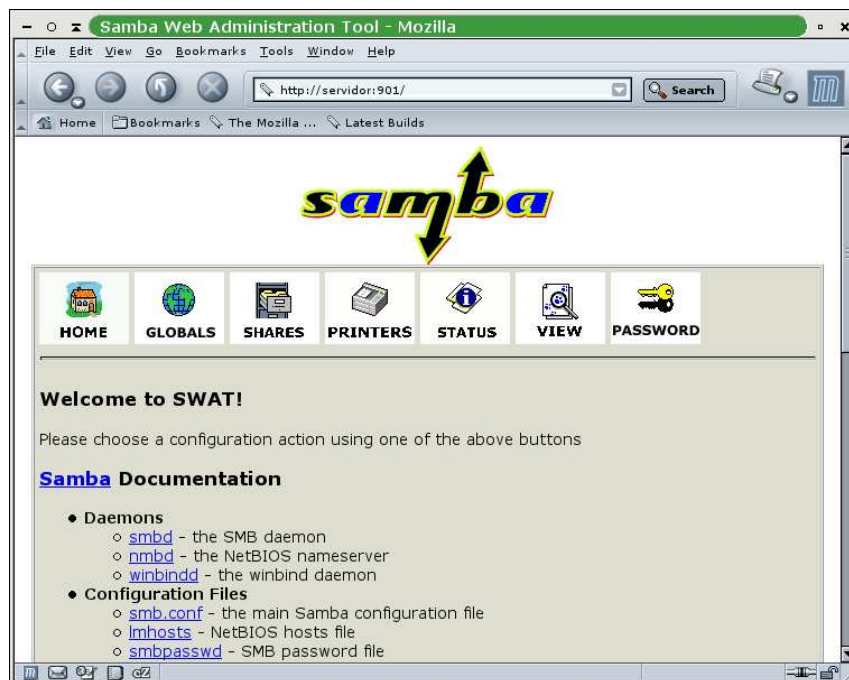 Samba Web Administration Tool - Mozilla
File Edit View Go Bookmarks Tools Window Help
http://servidor:901/ Search
Home Bookmarks The Mozilla ... Latest Builds
samba
HOME GLOBALS SHARES PRINTERS STATUS VIEW PASSWORD
Welcome to SWAT!
Please choose a configuration action using one of the above buttons
Samba Documentation
• Daemons
○ smbd - the SMB daemon
○ nmbd - the NetBIOS nameserver
○ winbindd - the winbind daemon
• Configuration Files
○ smb.conf - the main Samba configuration file
○ lmhosts - NetBIOS hosts file
○ smbpasswd - SMB password file